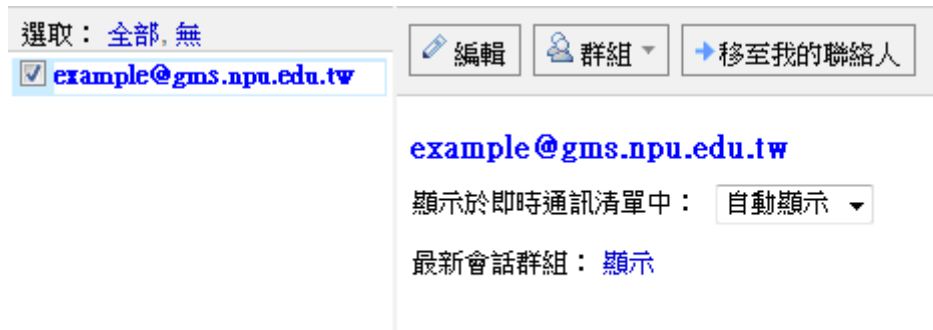 選取： 全部, 無
example@gms.npu.edu.tw
編輯 群組 移至我的聯絡人
example@gms.npu.edu.tw
顯示於即時通訊清單中： 自動顯示
最新會話群組： 顯示